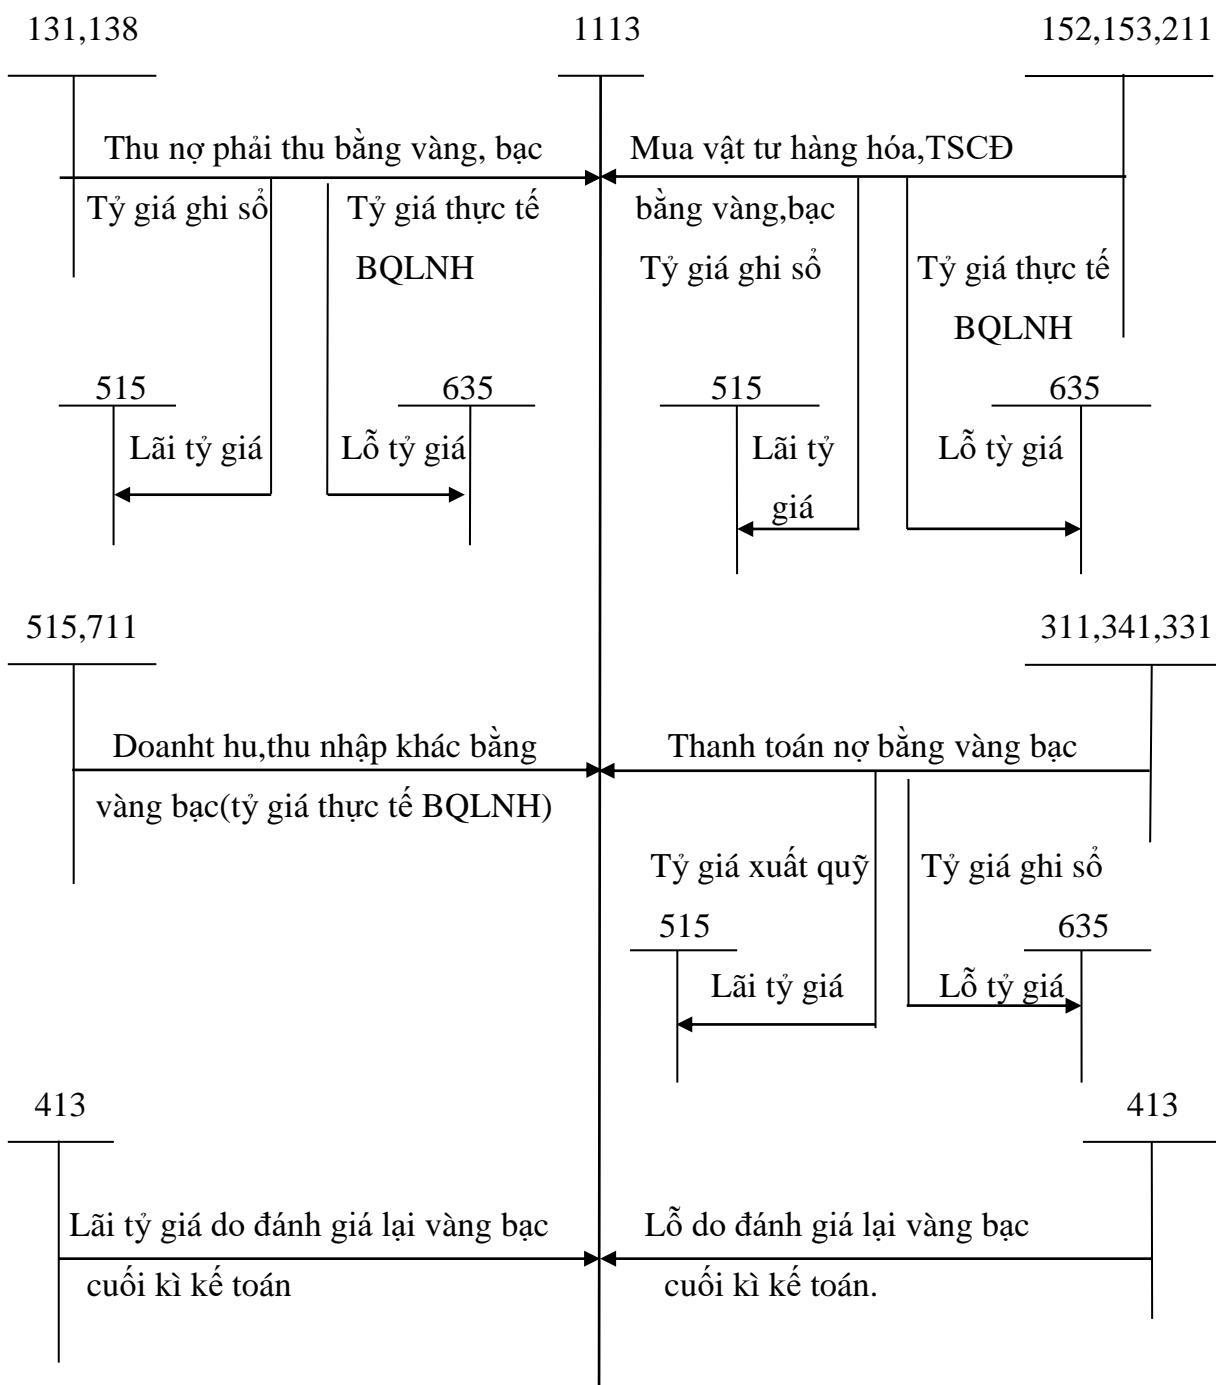 131,138
1113
152,153,211
Thu nợ phải thu bằng vàng, bạc
Mua vật tư hàng hóa,TSCĐ
Tỷ giá ghi sổ
Tỷ giá thực tế
bằng vàng,bạc
BQLNH
Tỷ giá ghi sổ
Tỷ giá thực tế
BQLNH
515
635
515
635
Lãi tỷ giá
Lỗ tỷ giá
Lãi tỷ
giá
Lỗ tỳ giá
515,711
311,341,331
Doanht hu,thu nhập khác bằng
Thanh toán nợ bằng vàng bạc
vàng bạc(tỷ giá thực tế BQLNH)
Tỷ giá xuất quỹ
Tỷ giá ghi sổ
515
635
Lãi tỷ giá
Lỗ tỷ giá
413
413
Lãi tỷ giá do đánh giá lại vàng bạc
cuối kì kế toán
Lỗ do đánh giá lại vàng bạc
cuối kì kế toán.